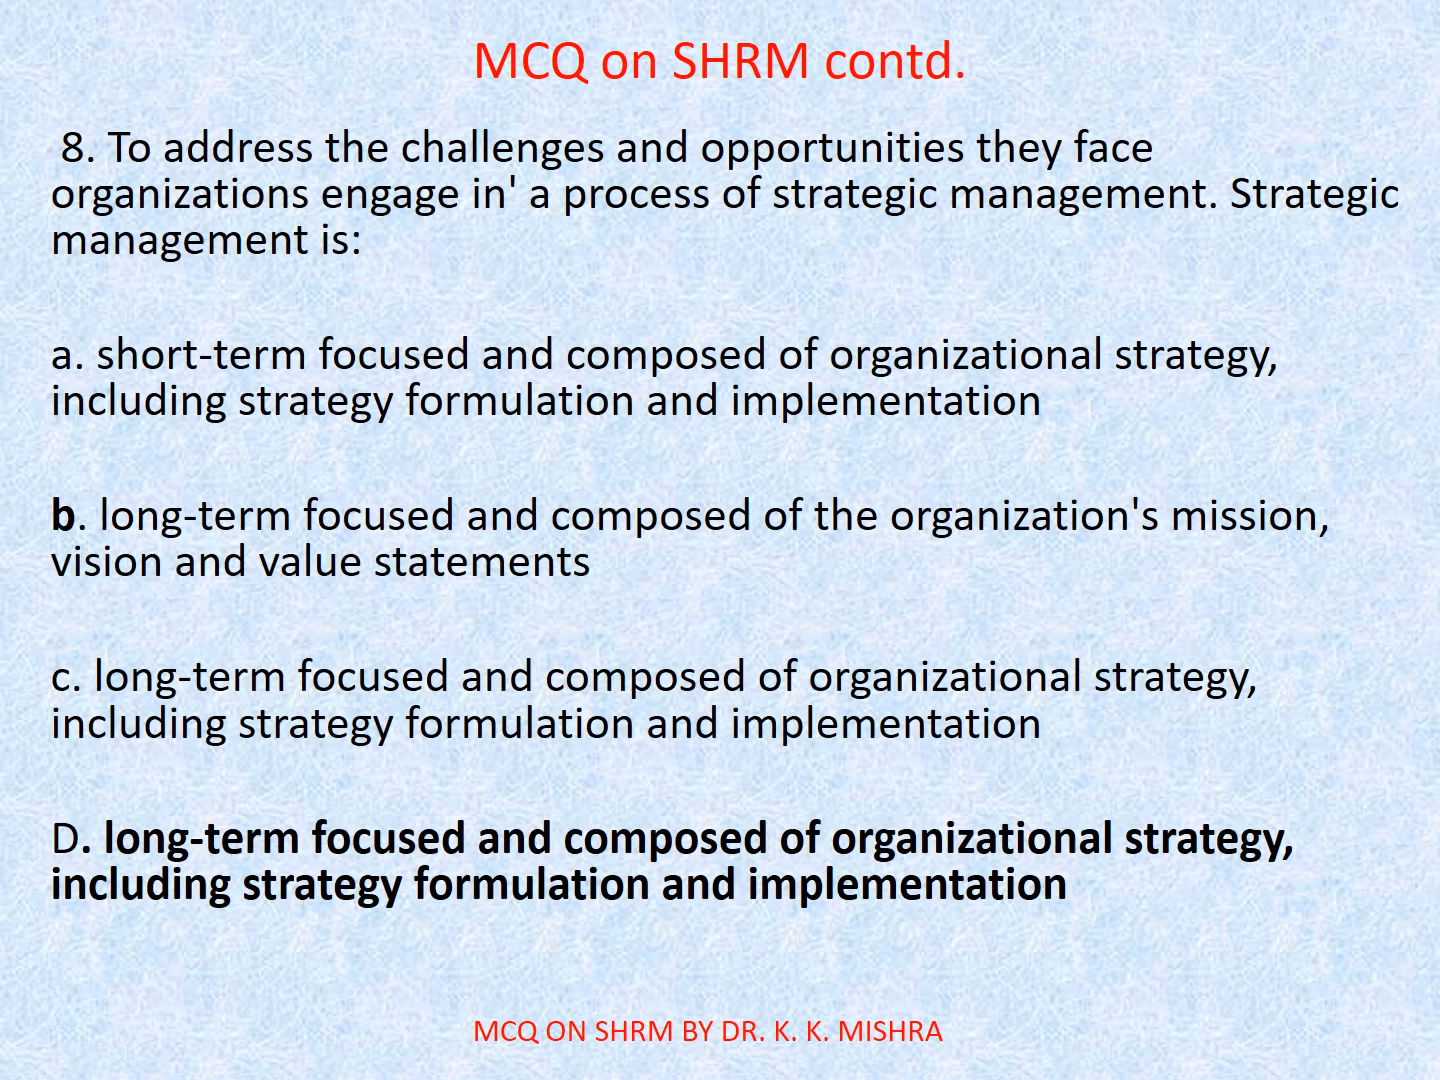 MCQ on SHRM contd.
8. To address the challenges and opportunities they face
organizations engage in' a process of strategic management. Strategic
management is:
a. short-term focused and composed of organizational strategy,
including strategy formulation and implementation
b. long-term focused and composed of the organization's mission,
vision and value statements
c. long-term focused and composed of organizational strategy,
including strategy formulation and implementation
D. long-term focused and composed of organizational strategy,
including strategy formulation and implementation
MCQ ON SHRM BY DR. K. K. MISHRA